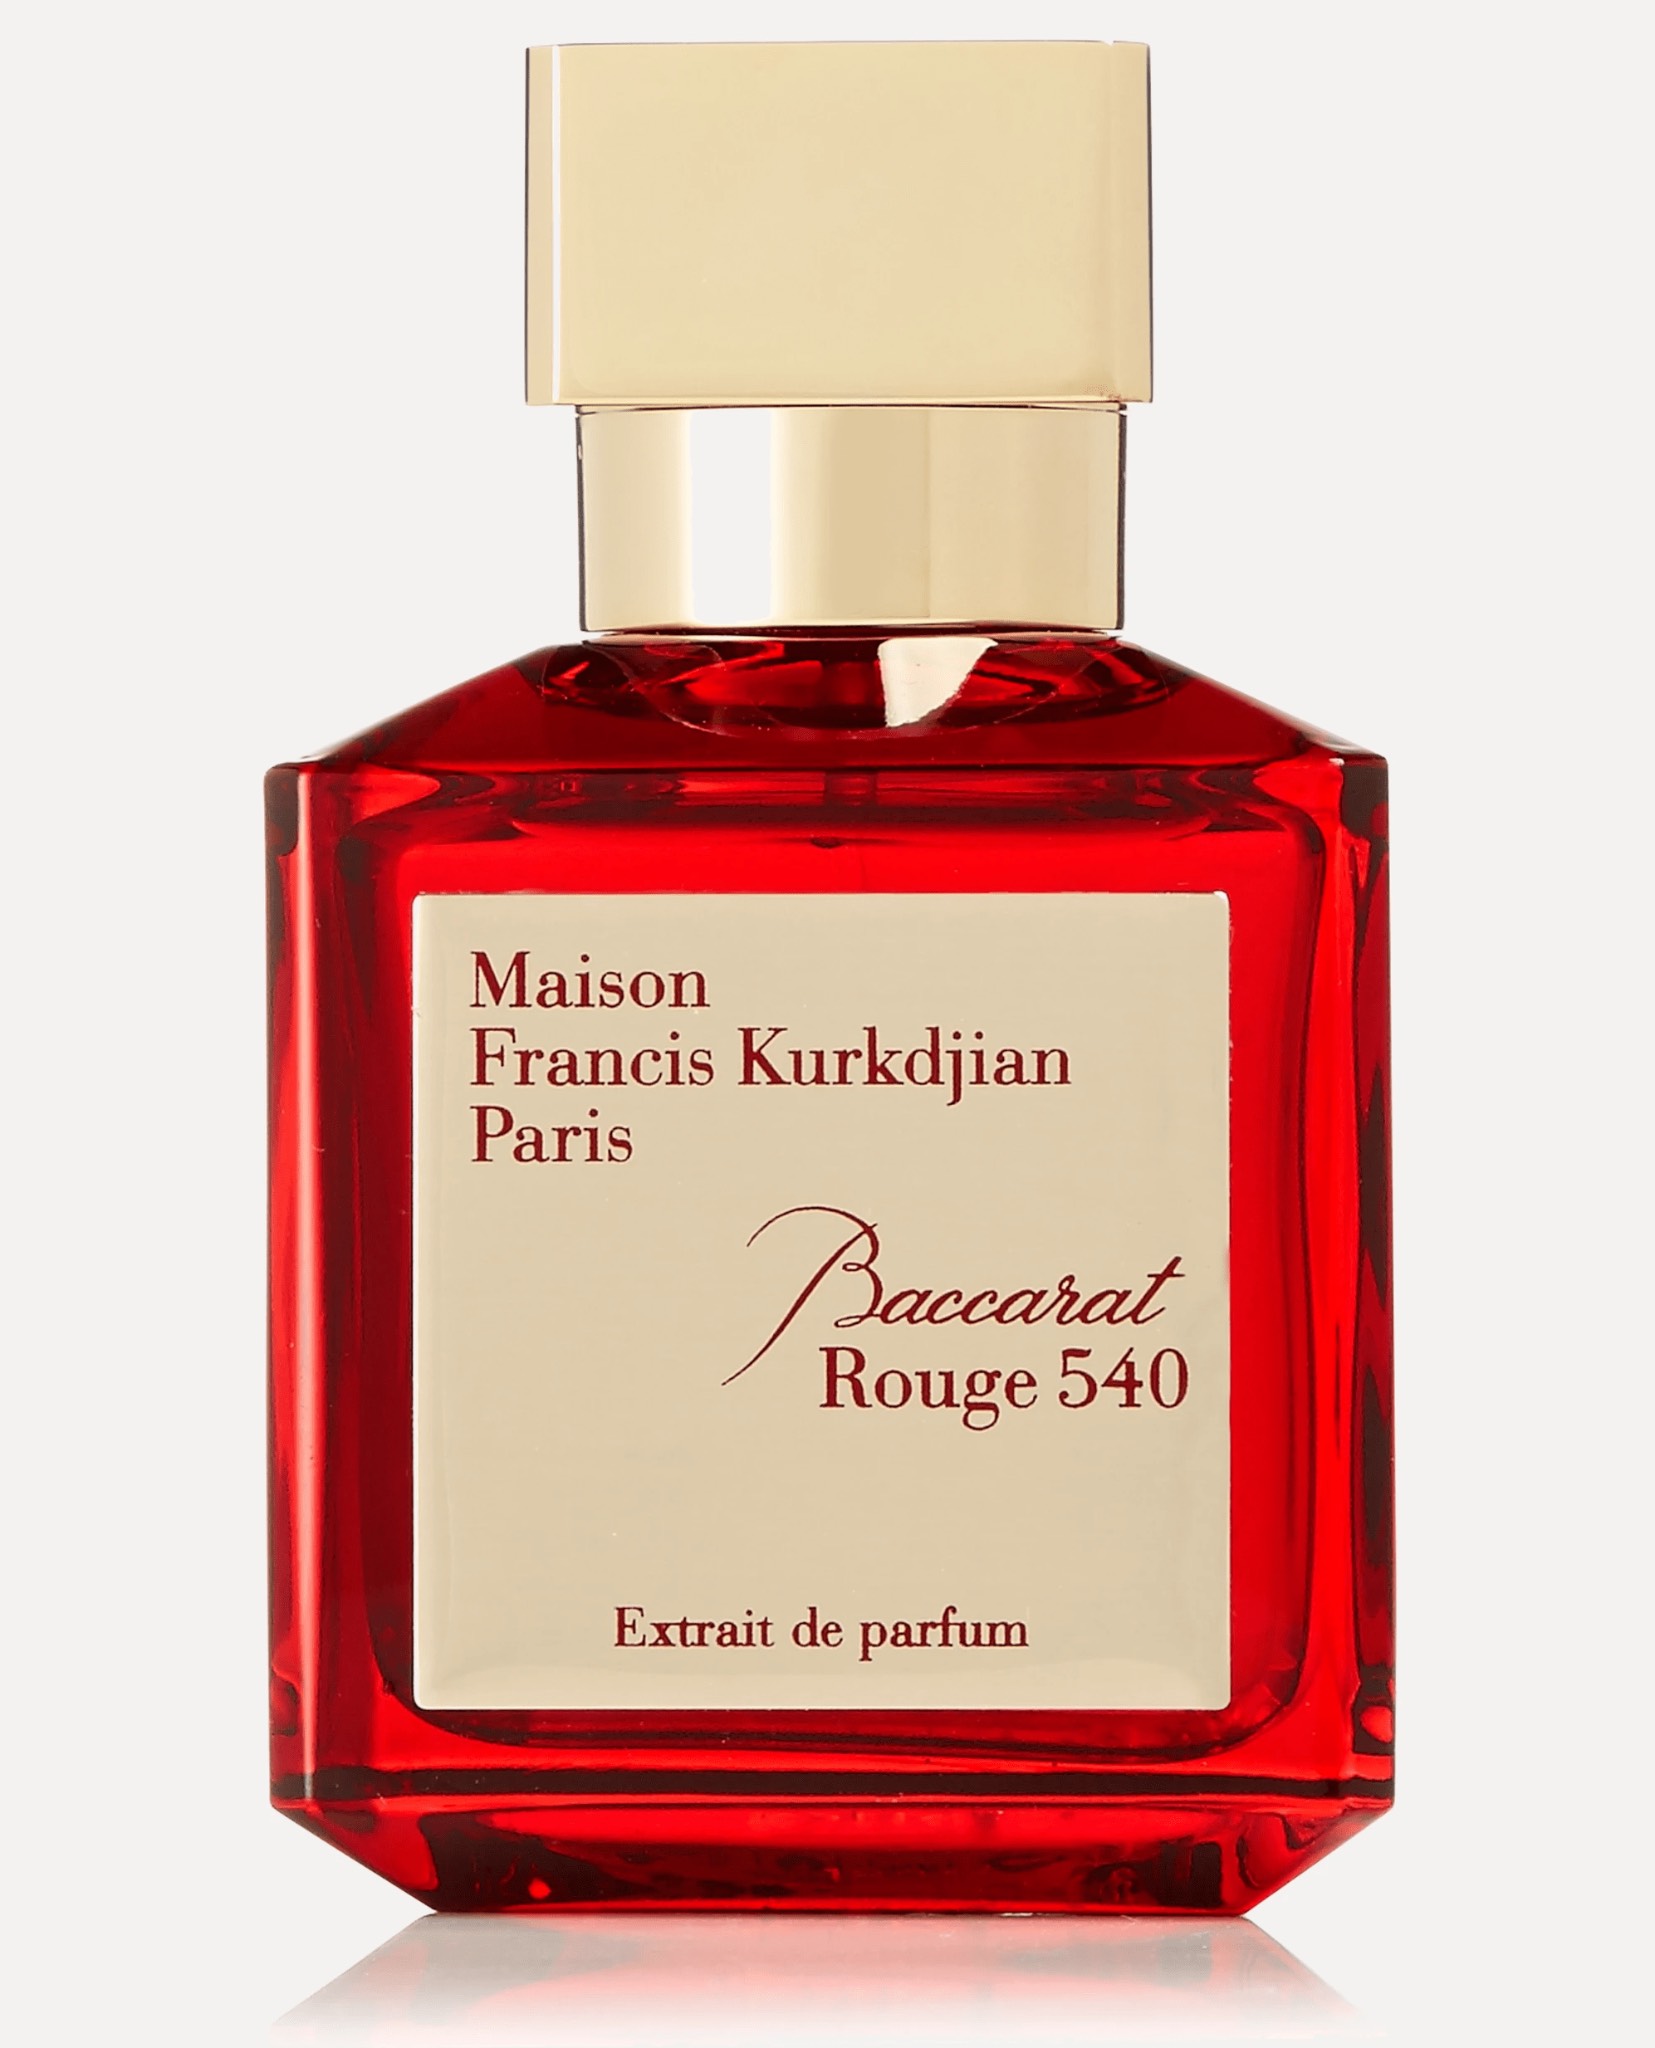 Maison
Francis Kurkdjian
Paris
Baccarat
Rouge 540
Extrait de parfum